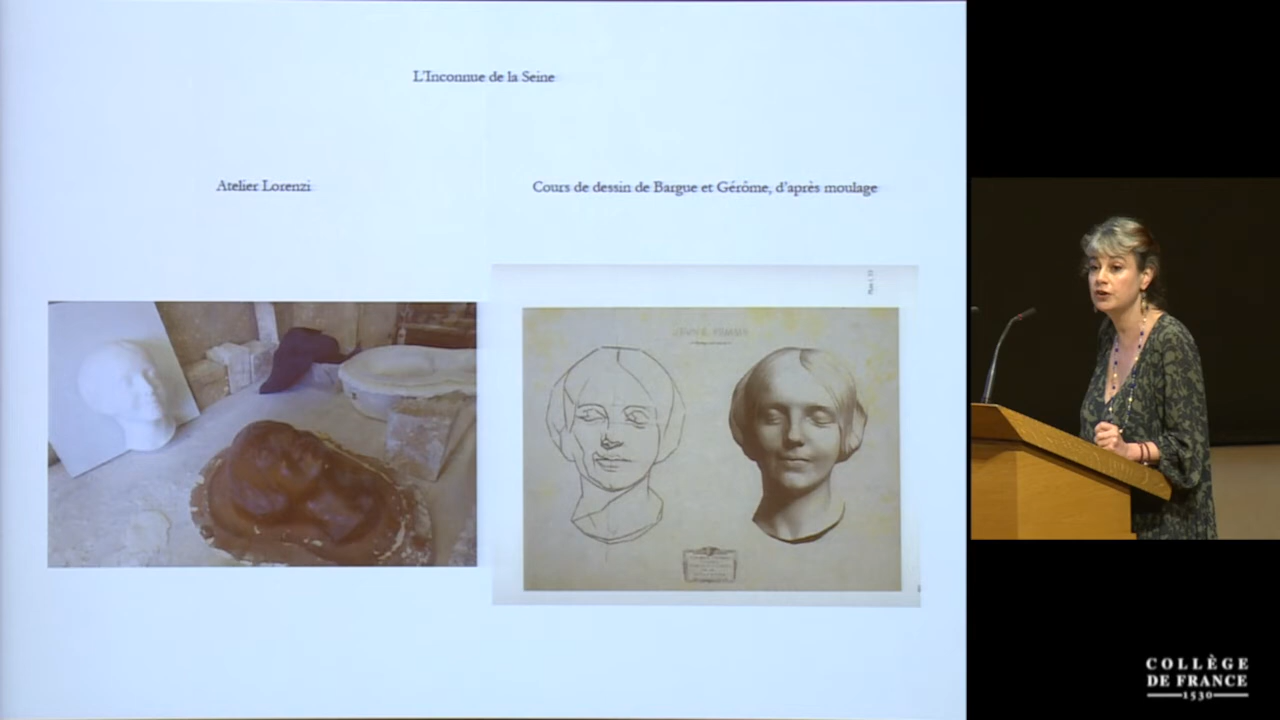 L'Inconnue de la Seine
Atelier Lorenzi
Cours de dessin de Bargue et Gérôme, d'après moulage
COLLÈGE
DE FRANCE
1530